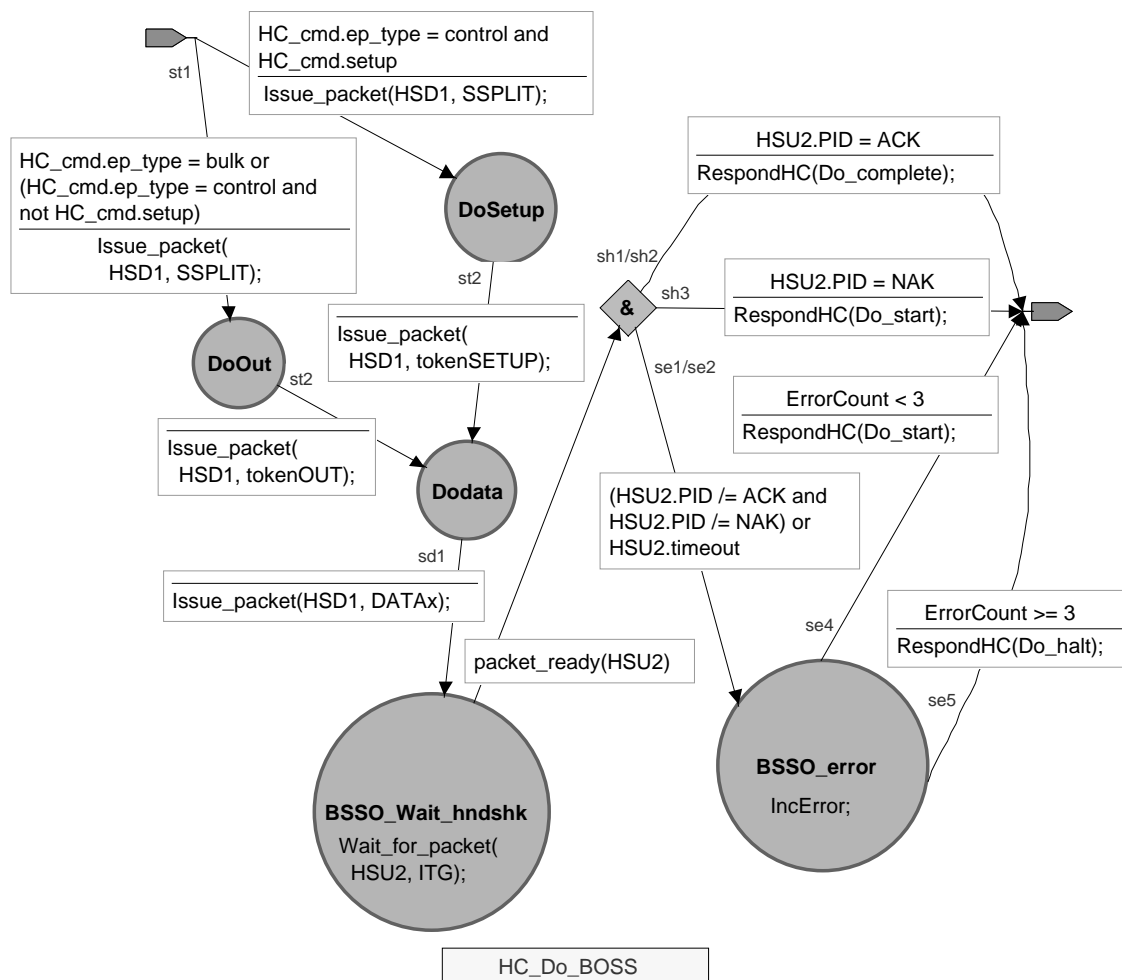 HC_cmd.ep_type = control and
HC_cmd.setup
Issue_packet(HSD1, SSPLIT);
st1
HC_cmd.ep_type = bulk or
(HC_cmd.ep_type = control and
not HC_cmd.setup)
Issue_packet(
HSD1, SSPLIT);
DoSetup
st2
HSU2.PID = ACK
RespondHC(Do_complete);
sh1/sh2
&
sh3
HSU2.PID = NAK
RespondHC(Do_start);
se1/se2
Issue_packet(
HSD1, tokenSETUP);
DoOut
st2
Issue_packet(
HSD1, tokenOUT);
ErrorCount < 3
RespondHC(Do_start);
Dodata
sd1
(HSU2.PID /= ACK and
HSU2.PID /= NAK) or
HSU2.timeout
Issue_packet(HSD1, DATAx);
packet_ready(HSU2)
se4
ErrorCount >= 3
RespondHC(Do_halt);
se5
BSSO_error
IncError;
BSSO_Wait_hndshk
Wait_for_packet(
HSU2, ITG);
HC_Do_BOSS